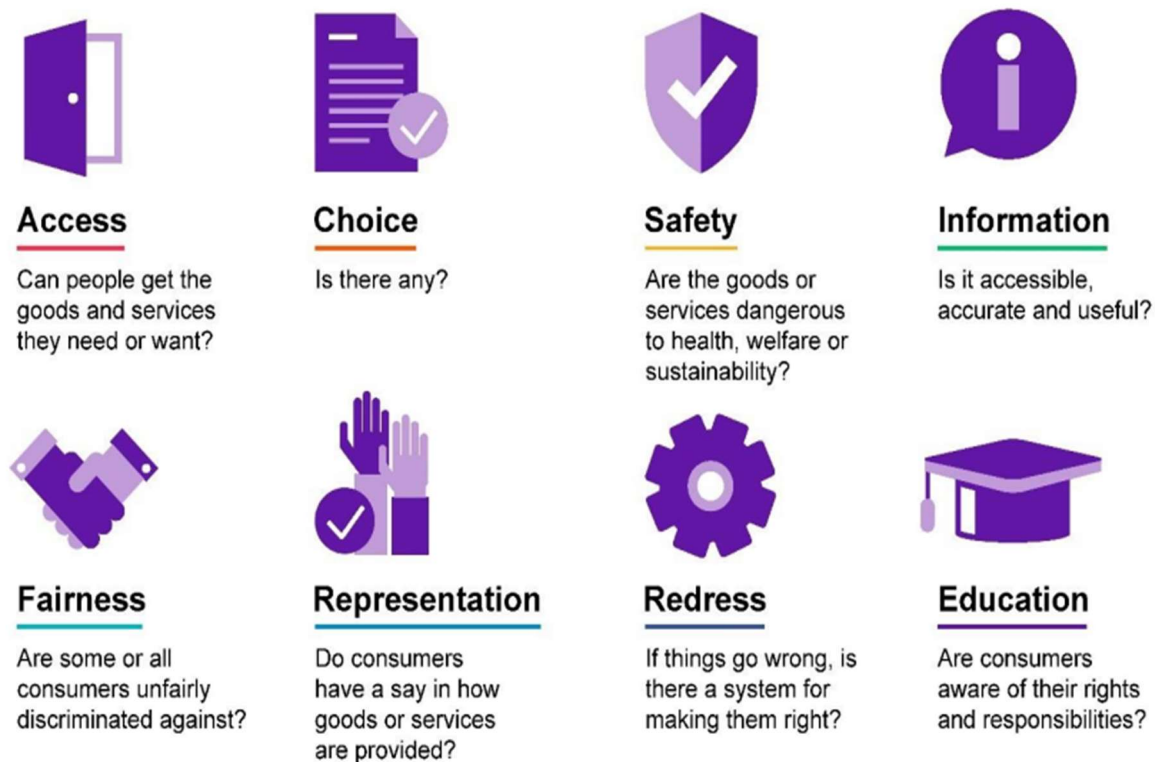 Access
Can people get the
goods and services
they need or want?
Choice
Is there any?
Safety
Are the goods or
services dangerous
to health, welfare or
sustainability?
Information
Is it accessible,
accurate and useful?
Fairness
Are some or all
consumers unfairly
discriminated against?
Representation
Do consumers
have a say in how
goods or services
are provided?
Redress
If things go wrong, is
there a system for
making them right?
Education
Are consumers
aware of their rights
and responsibilities?